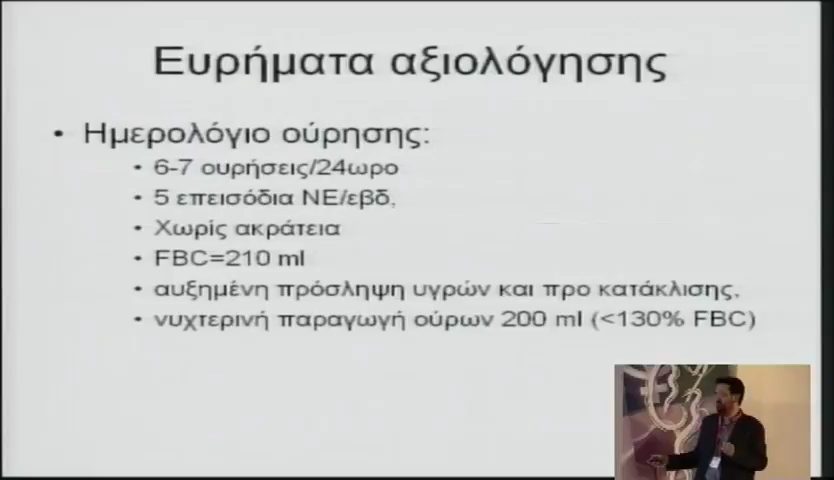 Ευρήματα αξιολόγησης
• Ημερολόγιο ούρησης:
• 6-7 ουρήσεις/24ωρο
• 5 επεισόδια ΝΕ/εβδ,
• Χωρίς ακράτεια
• FBC=210 ml
• αυξημένη πρόσληψη υγρών και προ κατάκλισης,
• νυχτερινή παραγωγή ούρων 200 ml (<130% FBC)